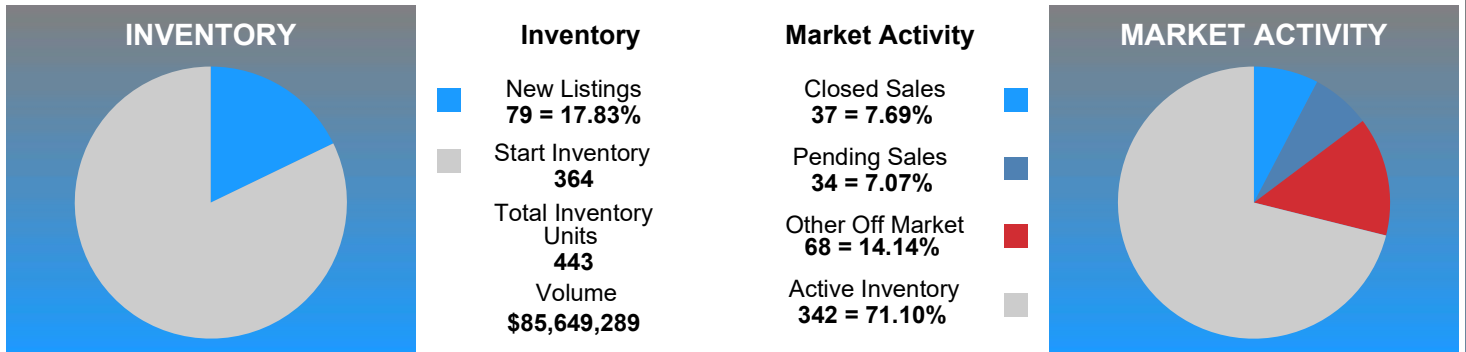 INVENTORY
Inventory
New Listings
79 = 17.83%
Start Inventory
364
Total Inventory
Units
443
Volume
$85,649,289
Market Activity
Closed Sales
37 = 7.69%
Pending Sales
34 = 7.07%
Other Off Market
68 = 14.14%
Active Inventory
342 = 71.10%
MARKET ACTIVITY